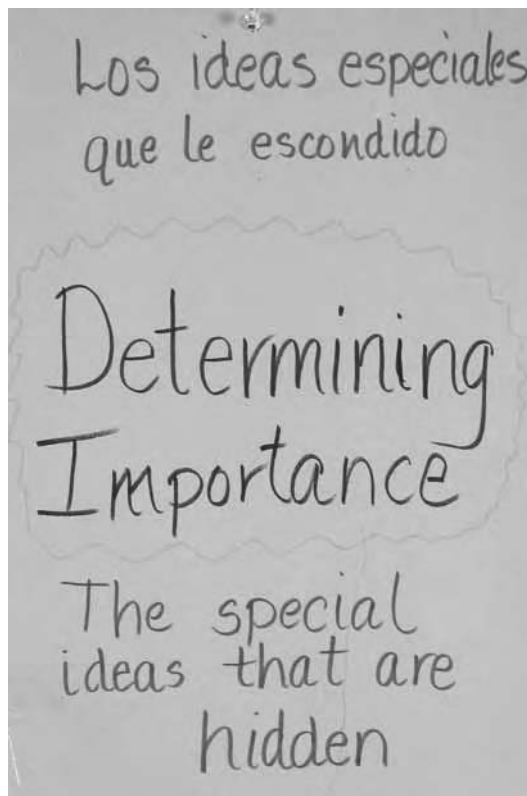 Los ideas especiales
que le escondido
Determining
Importance
The special
ideas that are
hidden